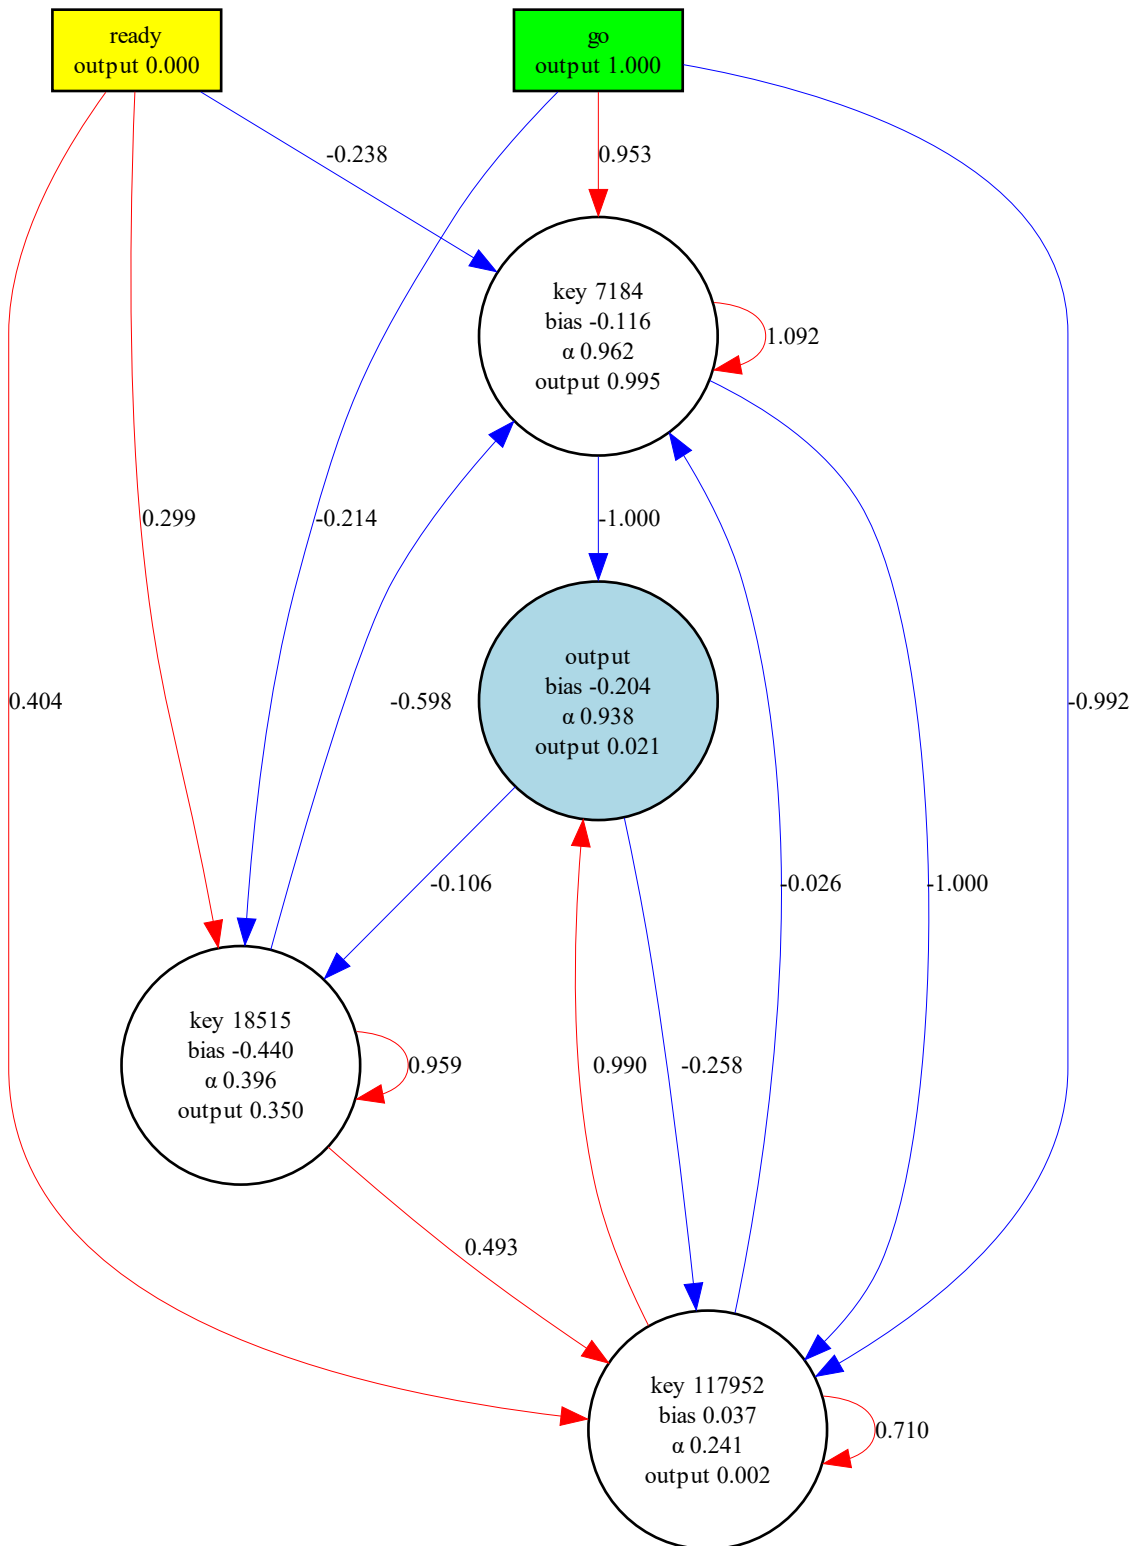 ready
output 0.000
go
output 1.000
-0.238
0.953
key 7184
bias -0.116
α 0.962
output 0.995
1.092
0.299
-0.214
-1.000
output
bias -0.204
α 0.938
output 0.021
0.404
-0.598
-0.992
-0.106
-0.026
-1.000
key 18515
bias -0.440
α 0.396
output 0.350
0.959
0.990
-0.258
0.493
key 117952
bias 0.037
α 0.241
output 0.002
0.710